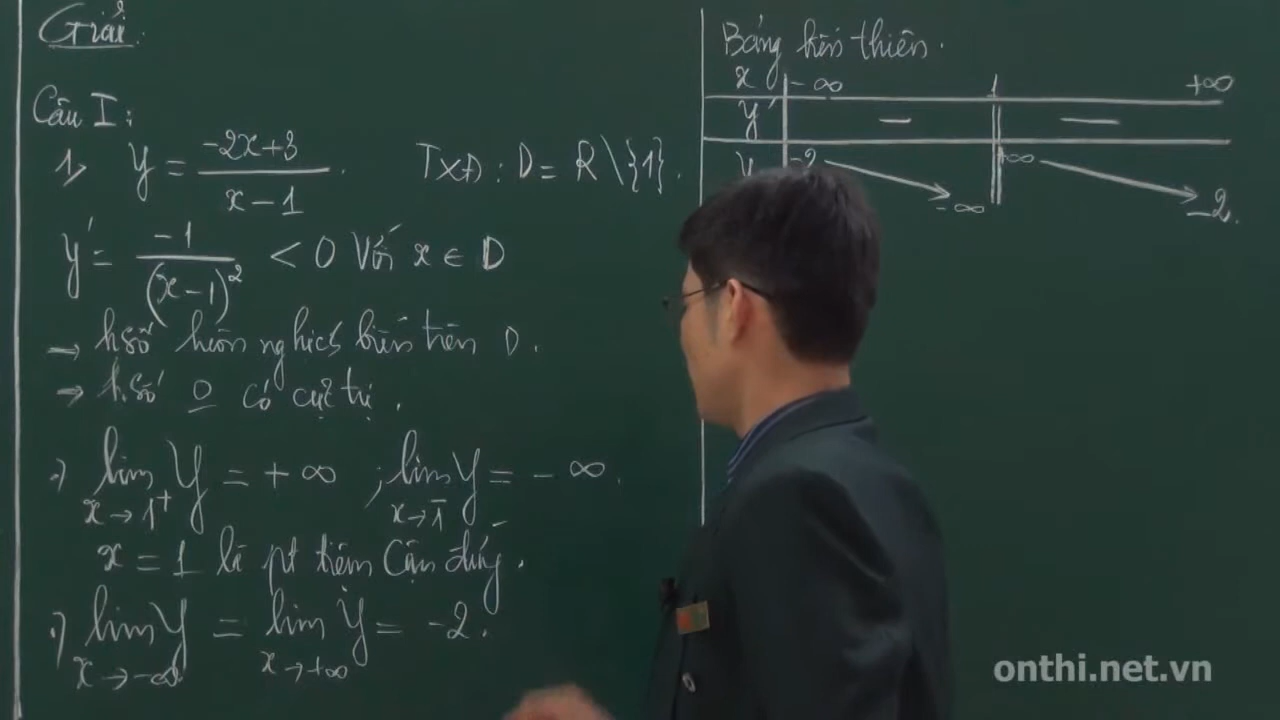 Giải:
Câu I:
1, y = (-2x+3)/(x-1). TXĐ: D = R\{1}.
y' = -1/(x-1)² < 0 Với x ∈ D
→ h.số luôn nghịch biến trên D.
→ h.số 0 có cực trị.
lim y = +∞ ; lim y = -∞.
x→1⁺ x→1⁻
x = 1 là pt tiệm cận đứng.
lim y = lim y = -2.
x→-∞ x→+∞
Bảng biến thiên.
x -∞ 1 +∞
y' - -
y -2 -∞ +∞ -2.
onthi.net.vn